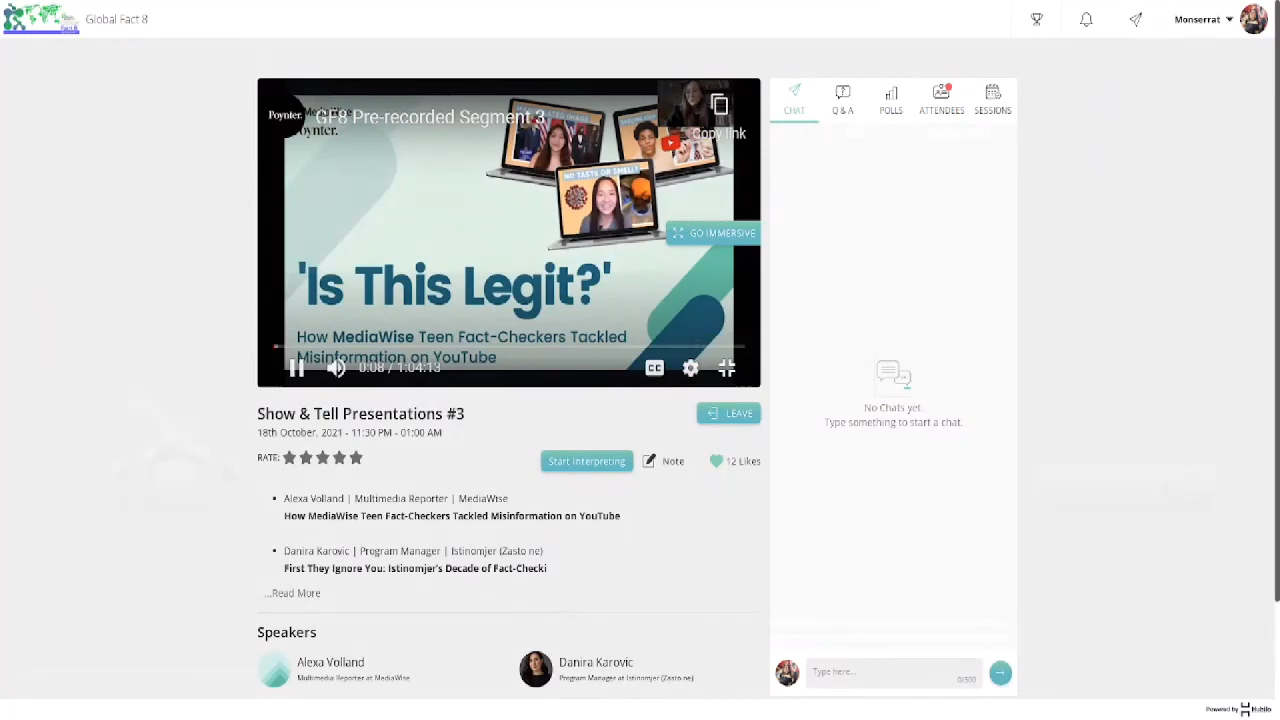 Global Fact 8
Monserrat
Poynter.
MediaWise
Poynter.
GF8 Pre-recorded Segment 3
Copy link
NO TASTE OR SMELL?
GO IMMERSIVE
'Is This Legit?'
How MediaWise Teen Fact-Checkers Tackled
Misinformation on YouTube
0:08 / 1:04:13
CC
CHAT
Q & A
POLLS
ATTENDEES
SESSIONS
No Chats yet.
Type something to start a chat.
Show & Tell Presentations #3
LEAVE
18th October, 2021 - 11:30 PM - 01:00 AM
RATE:
Start Interpreting
Note
12 Likes
• Alexa Volland | Multimedia Reporter | MediaWise
How MediaWise Teen Fact-Checkers Tackled Misinformation on YouTube
• Danira Karovic | Program Manager | Istinomjer (Zasto ne)
First They Ignore You: Istinomjer's Decade of Fact-Checki
...Read More
Speakers
Alexa Volland
Multimedia Reporter at MediaWise
Danira Karovic
Program Manager at Istinomjer (Zasto ne)
Type here...
0/300
Powered by Hubilo